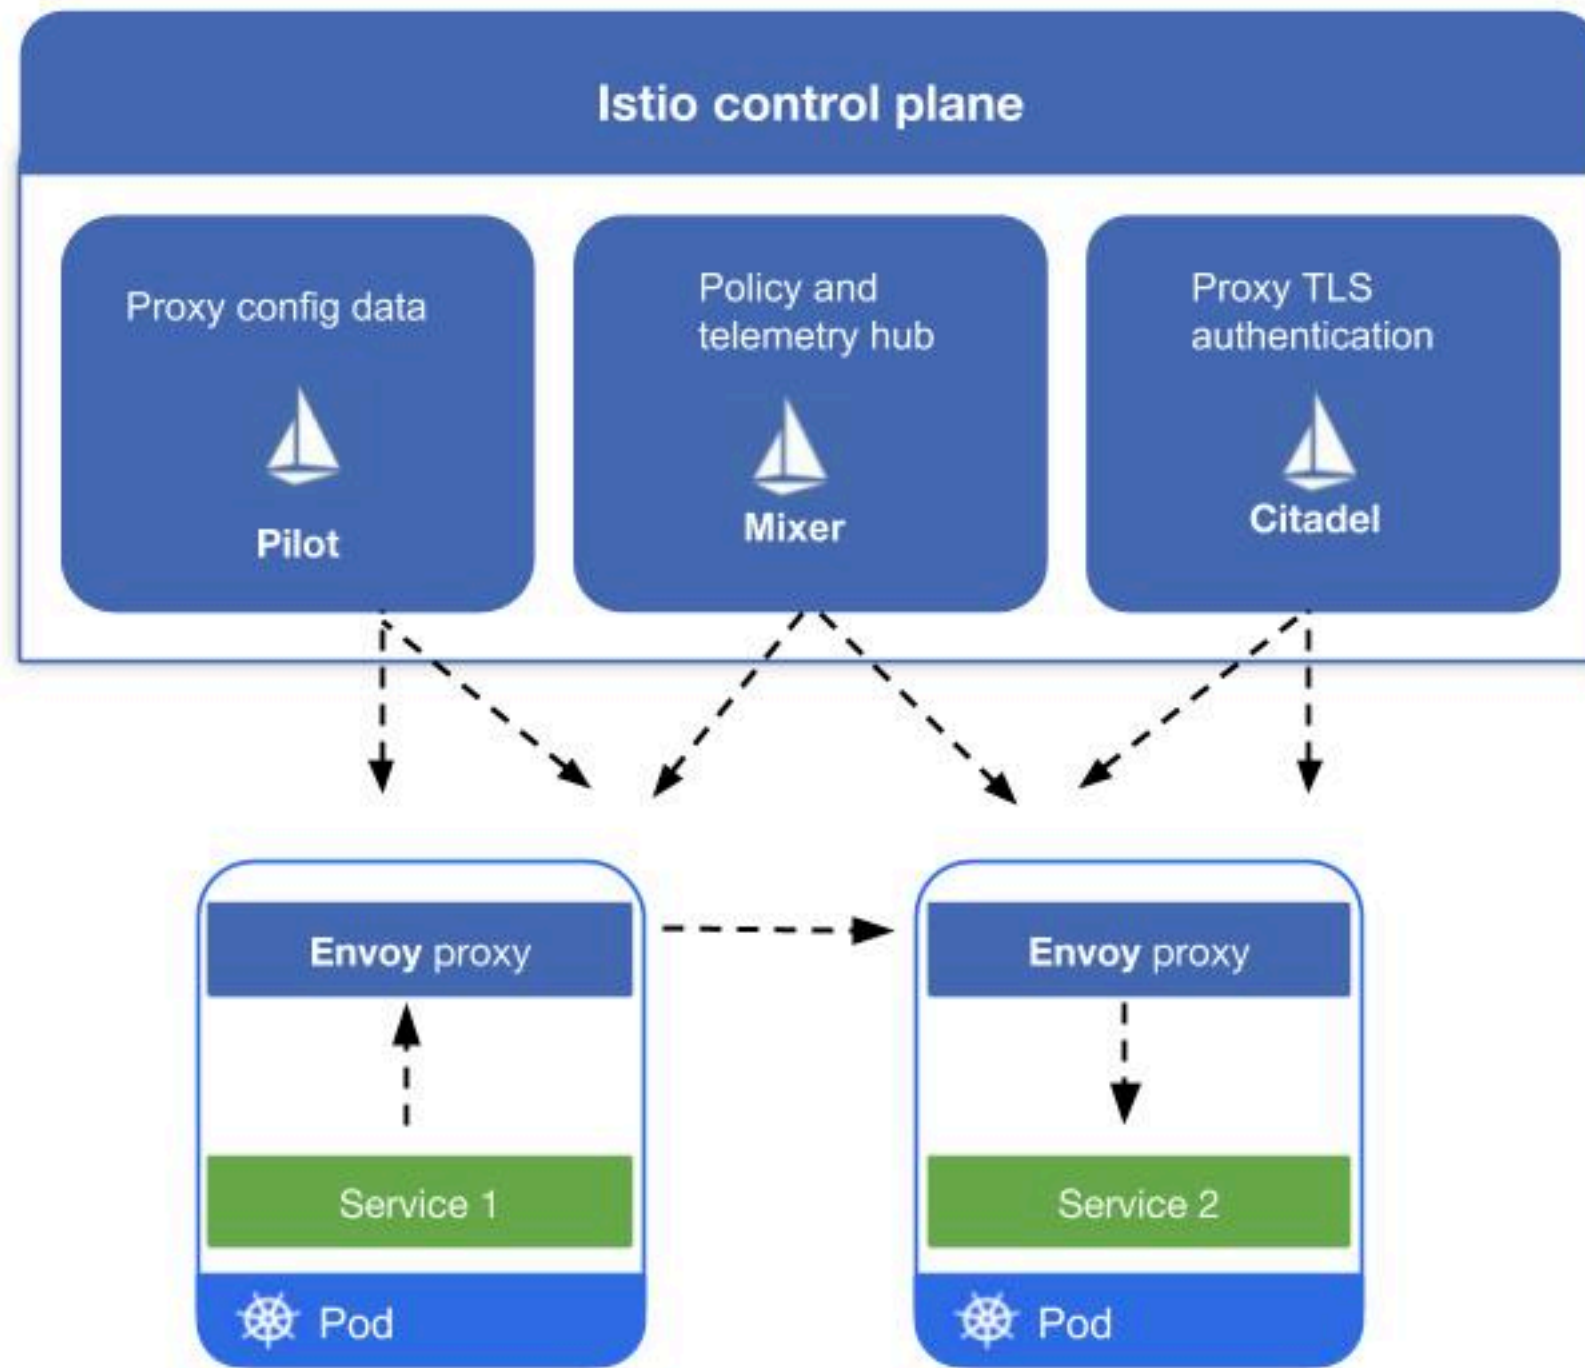 Istio control plane
Proxy config data
Pilot
Policy and
telemetry hub
Mixer
Proxy TLS
authentication
Citadel
Envoy proxy
Service 1
Pod
Envoy proxy
Service 2
Pod